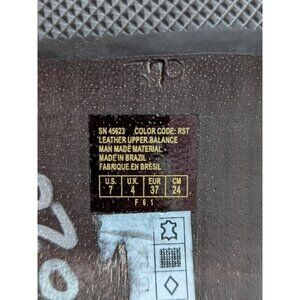 SN 45623 COLOR CODE: RST
LEATHER UPPER.BALANCE
MAN MADE MATERIAL -
MADE IN BRAZIL -
FABRIQUE EN BRÉSIL
U.S. U.K. EUR CM
7 4 37 24
F 6.1